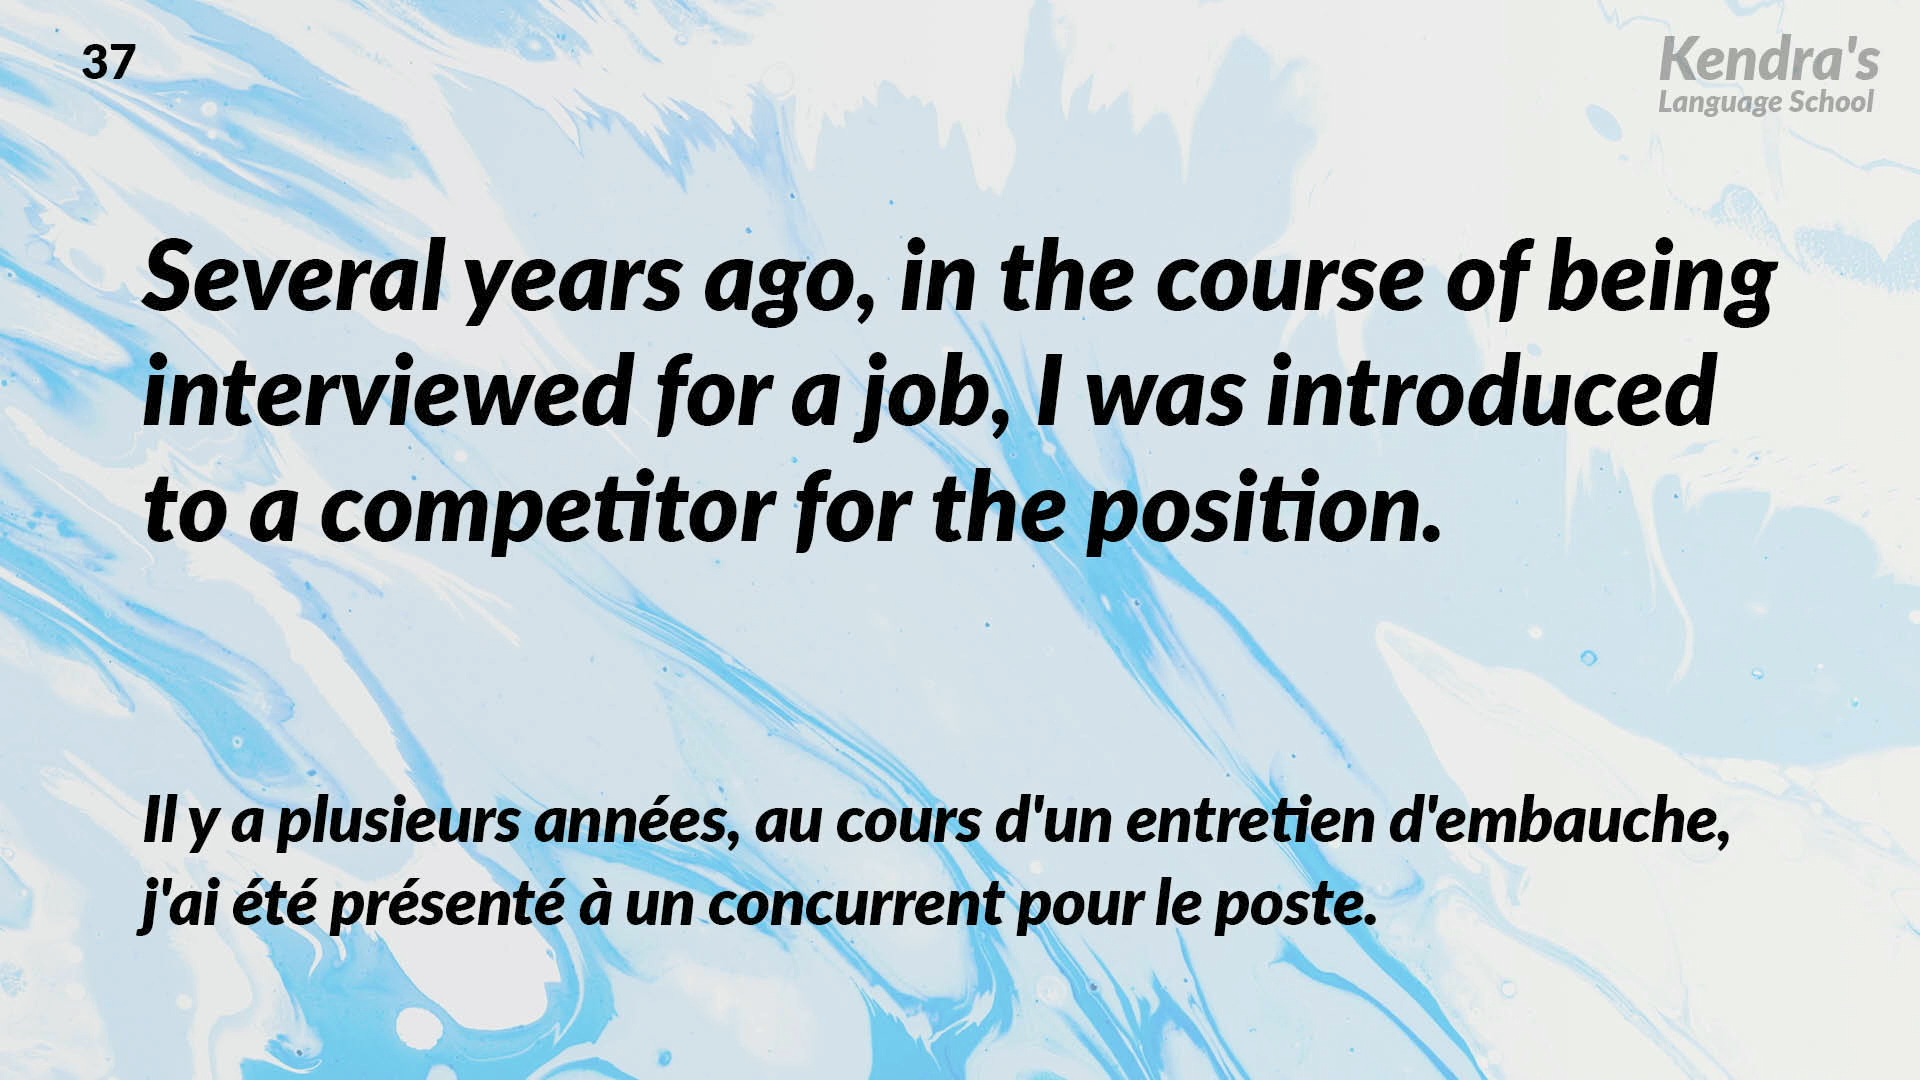 37
Kendra's
Language School
Several years ago, in the course of being
interviewed for a job, I was introduced
to a competitor for the position.
Il y a plusieurs années, au cours d'un entretien d'embauche,
j'ai été présenté à un concurrent pour le poste.